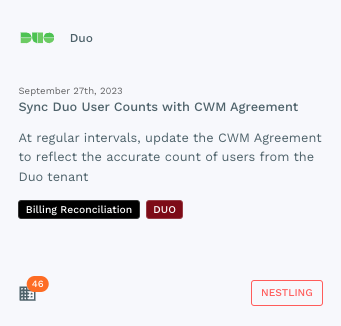 DUO Duo
September 27th, 2023
Sync Duo User Counts with CWM Agreement
At regular intervals, update the CWM Agreement
to reflect the accurate count of users from the
Duo tenant
Billing Reconciliation DUO
46
NESTLING